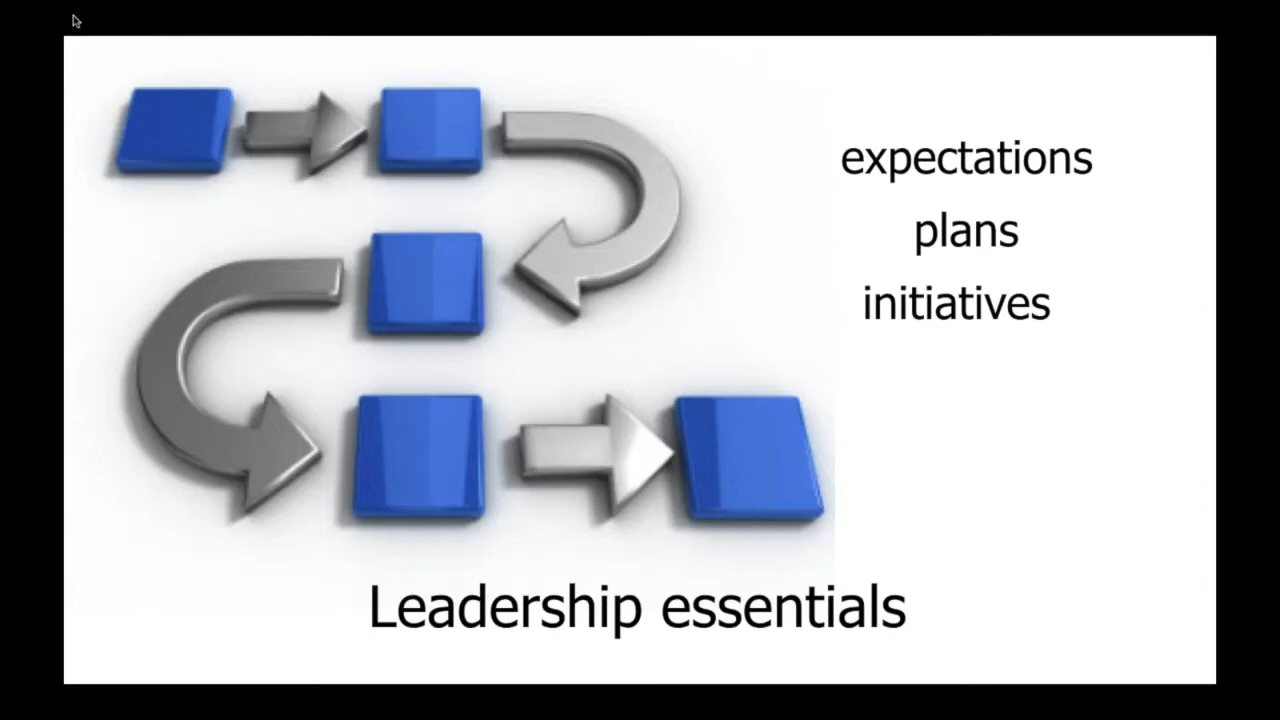 expectations
plans
initiatives
Leadership essentials